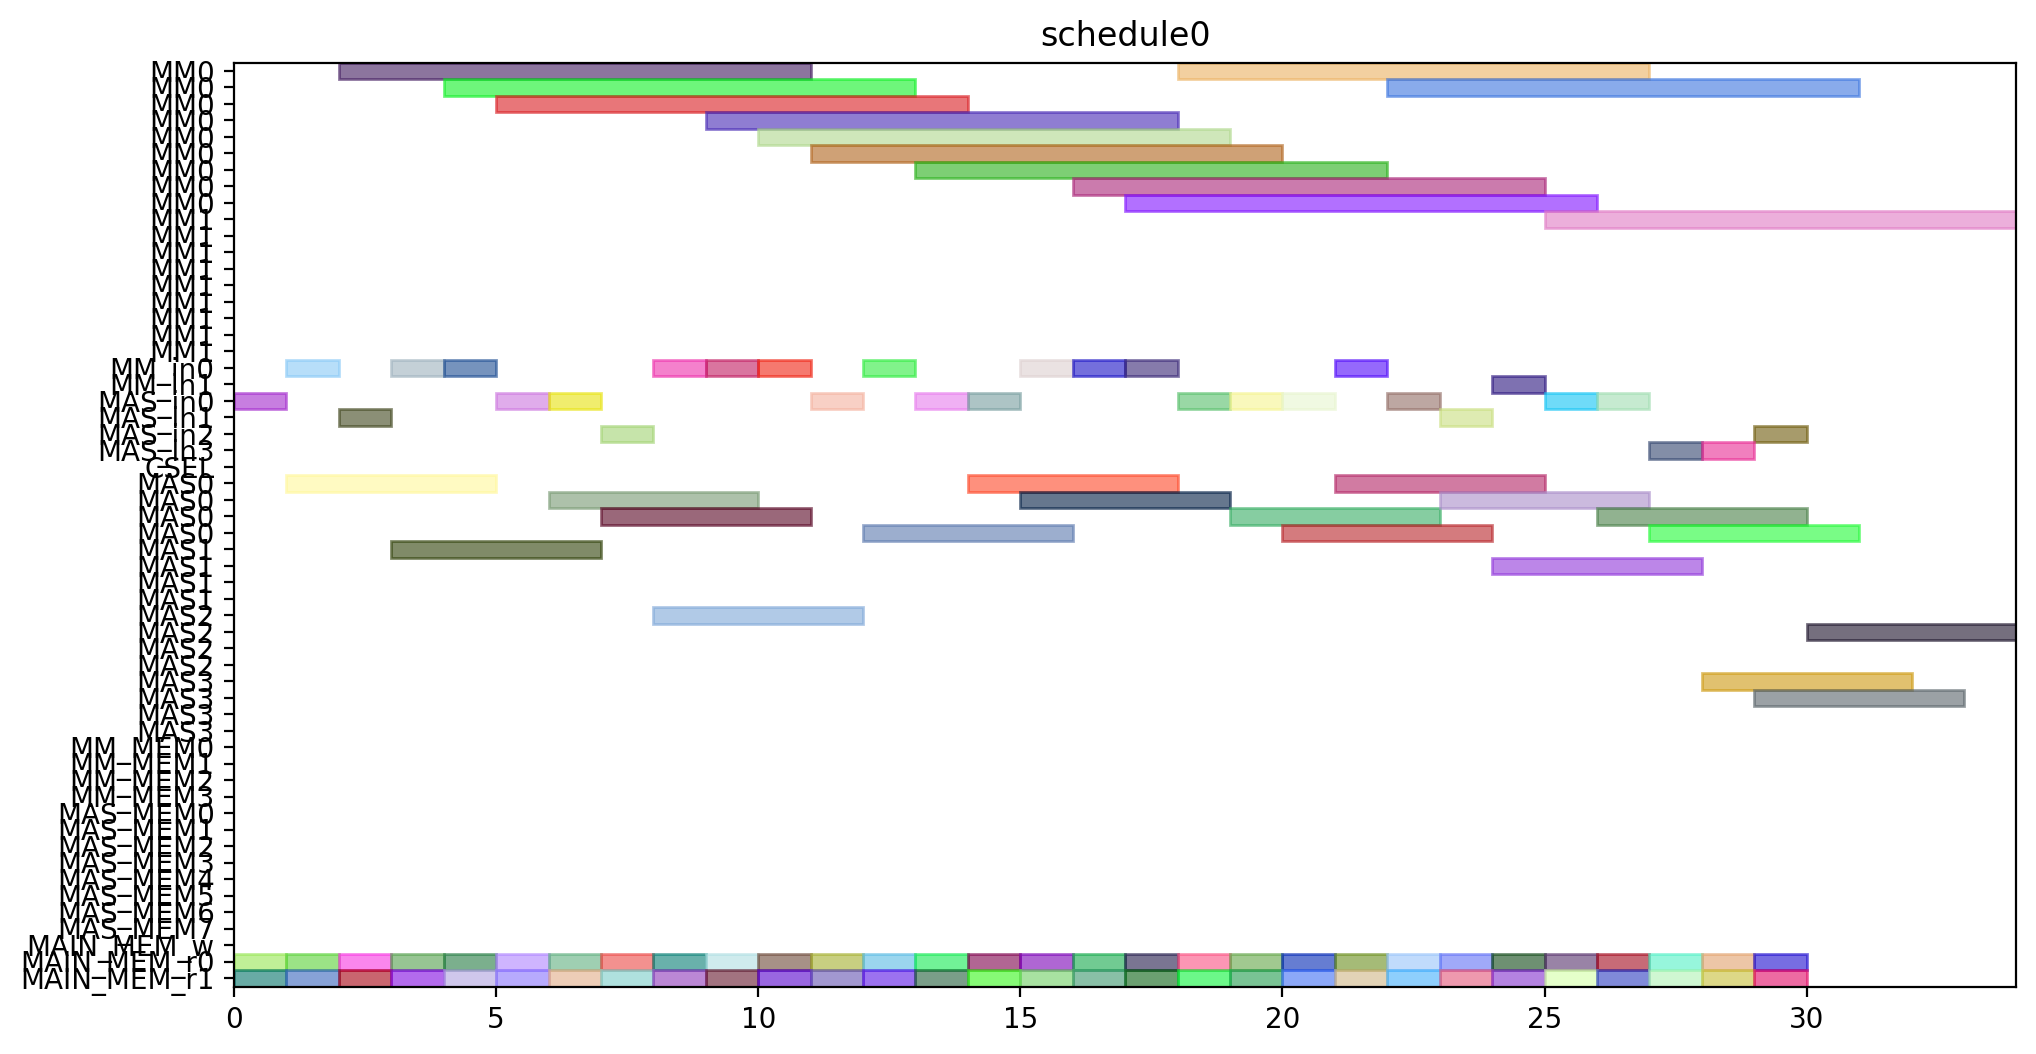 schedule0
MM0
MM0
MM0
MM0
MM0
MM0
MM0
MM0
MM0
MM1
MM1
MM1
MM1
MM1
MM1
MM1
MM1
MM1
MM_in0
MM_in1
MAS_in0
MAS_in1
MAS_in2
MAS_in3
CSEL
MAS0
MAS0
MAS0
MAS0
MAS1
MAS1
MAS1
MAS1
MAS2
MAS2
MAS2
MAS2
MAS3
MAS3
MAS3
MAS3
MM_MEM0
MM_MEM1
MM_MEM2
MM_MEM3
MAS_MEM0
MAS_MEM1
MAS_MEM2
MAS_MEM3
MAS_MEM4
MAS_MEM5
MAS_MEM6
MAS_MEM7
MAIN_MEM_w
MAIN_MEM_r0
MAIN_MEM_r1
0 5 10 15 20 25 30